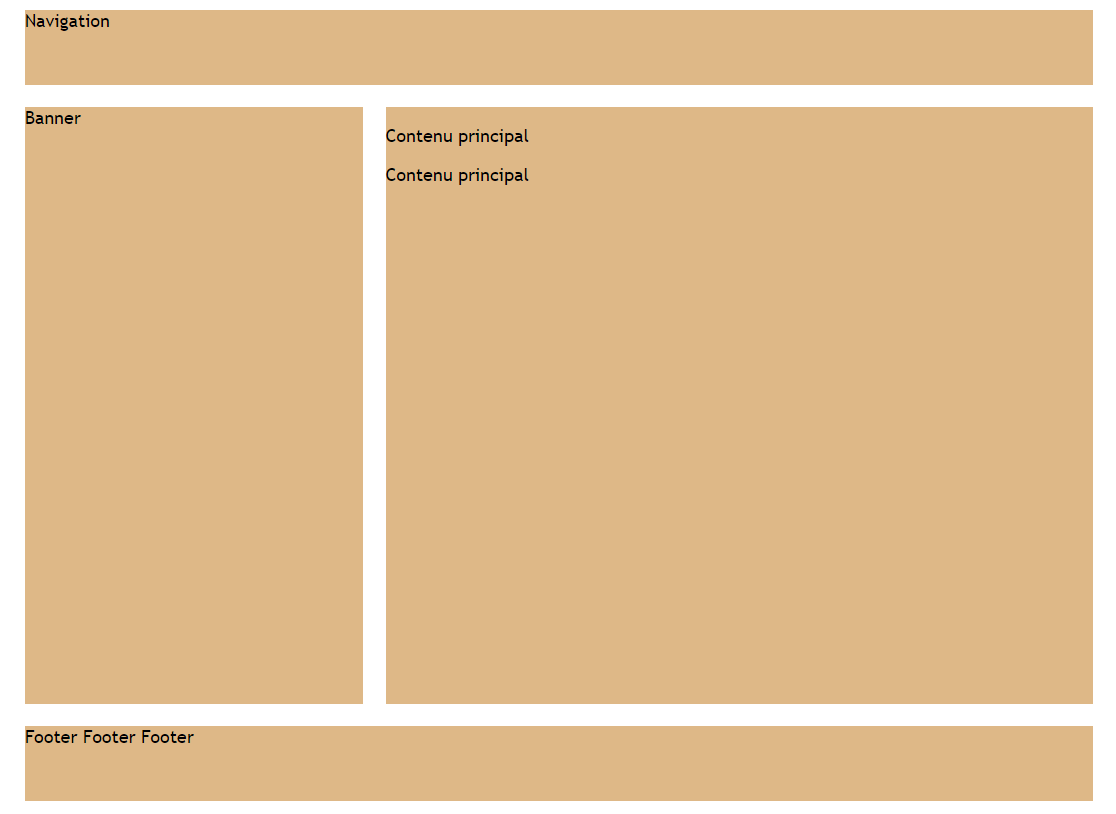 Navigation
Banner
Contenu principal
Contenu principal
Footer Footer Footer